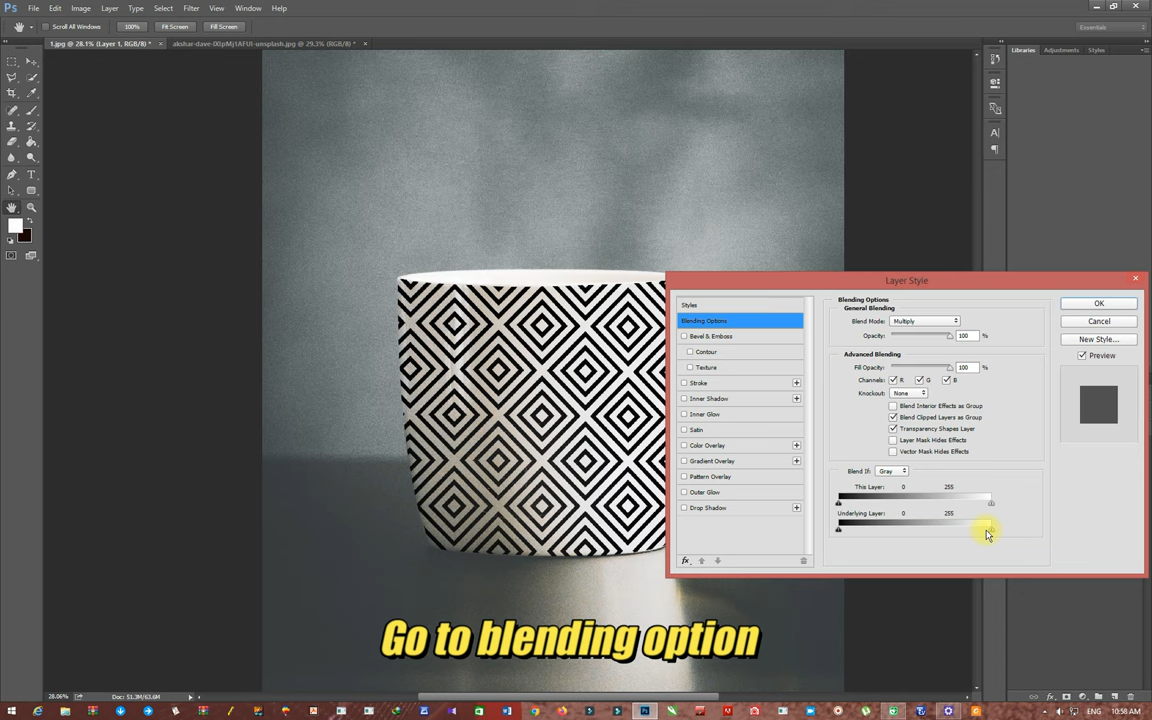 Ps File Edit Image Layer Type Select Filter View Window Help
Scroll All Windows 100% Fit Screen Fill Screen Essentials
1.jpg @ 28.1% (Layer 1, RGB/8) * × akshar-dave-iXlpMj1AFUI-unsplash.jpg @ 29.3% (RGB/8) * ×
Libraries Adjustments Styles
Layer Style
Styles
Blending Options
Bevel & Emboss
Contour
Texture
Stroke
Inner Shadow
Inner Glow
Satin
Color Overlay
Gradient Overlay
Pattern Overlay
Outer Glow
Drop Shadow
fx
Blending Options
General Blending
Blend Mode: Multiply
Opacity: 100 %
Advanced Blending
Fill Opacity: 100 %
Channels: R G B
Knockout: None
Blend Interior Effects as Group
Blend Clipped Layers as Group
Transparency Shapes Layer
Layer Mask Hides Effects
Vector Mask Hides Effects
Blend If: Gray
This Layer: 0 255
Underlying Layer: 0 255
OK
Cancel
New Style...
Preview
Go to blending option
28.06% Doc: 51.3M/63.6M
ENG 10:58 AM